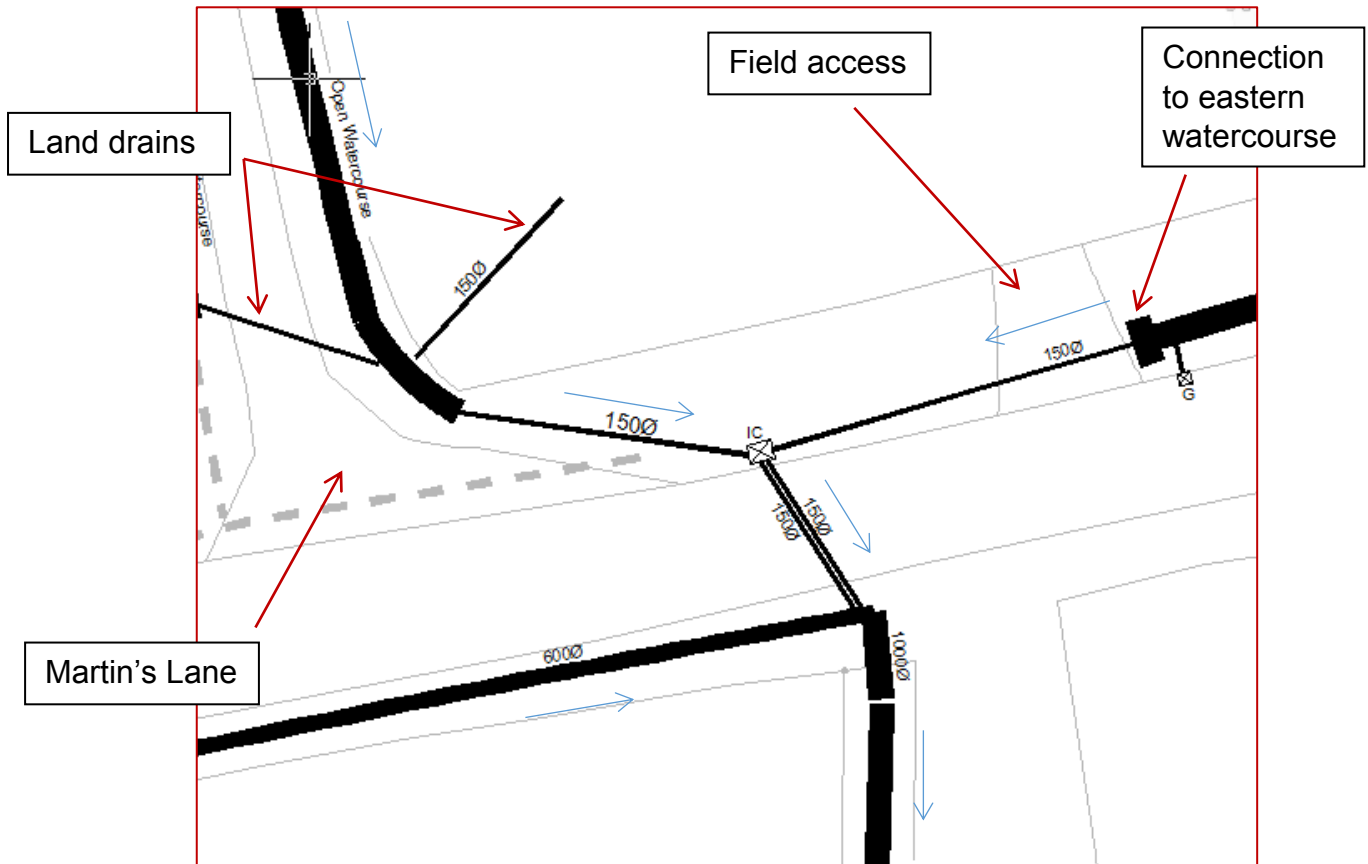 Field access
Connection
to eastern
watercourse
Land drains
Open Watercourse
150Ø
150Ø
150Ø
IC
G
150Ø
150Ø
Martin’s Lane
600Ø
1000Ø